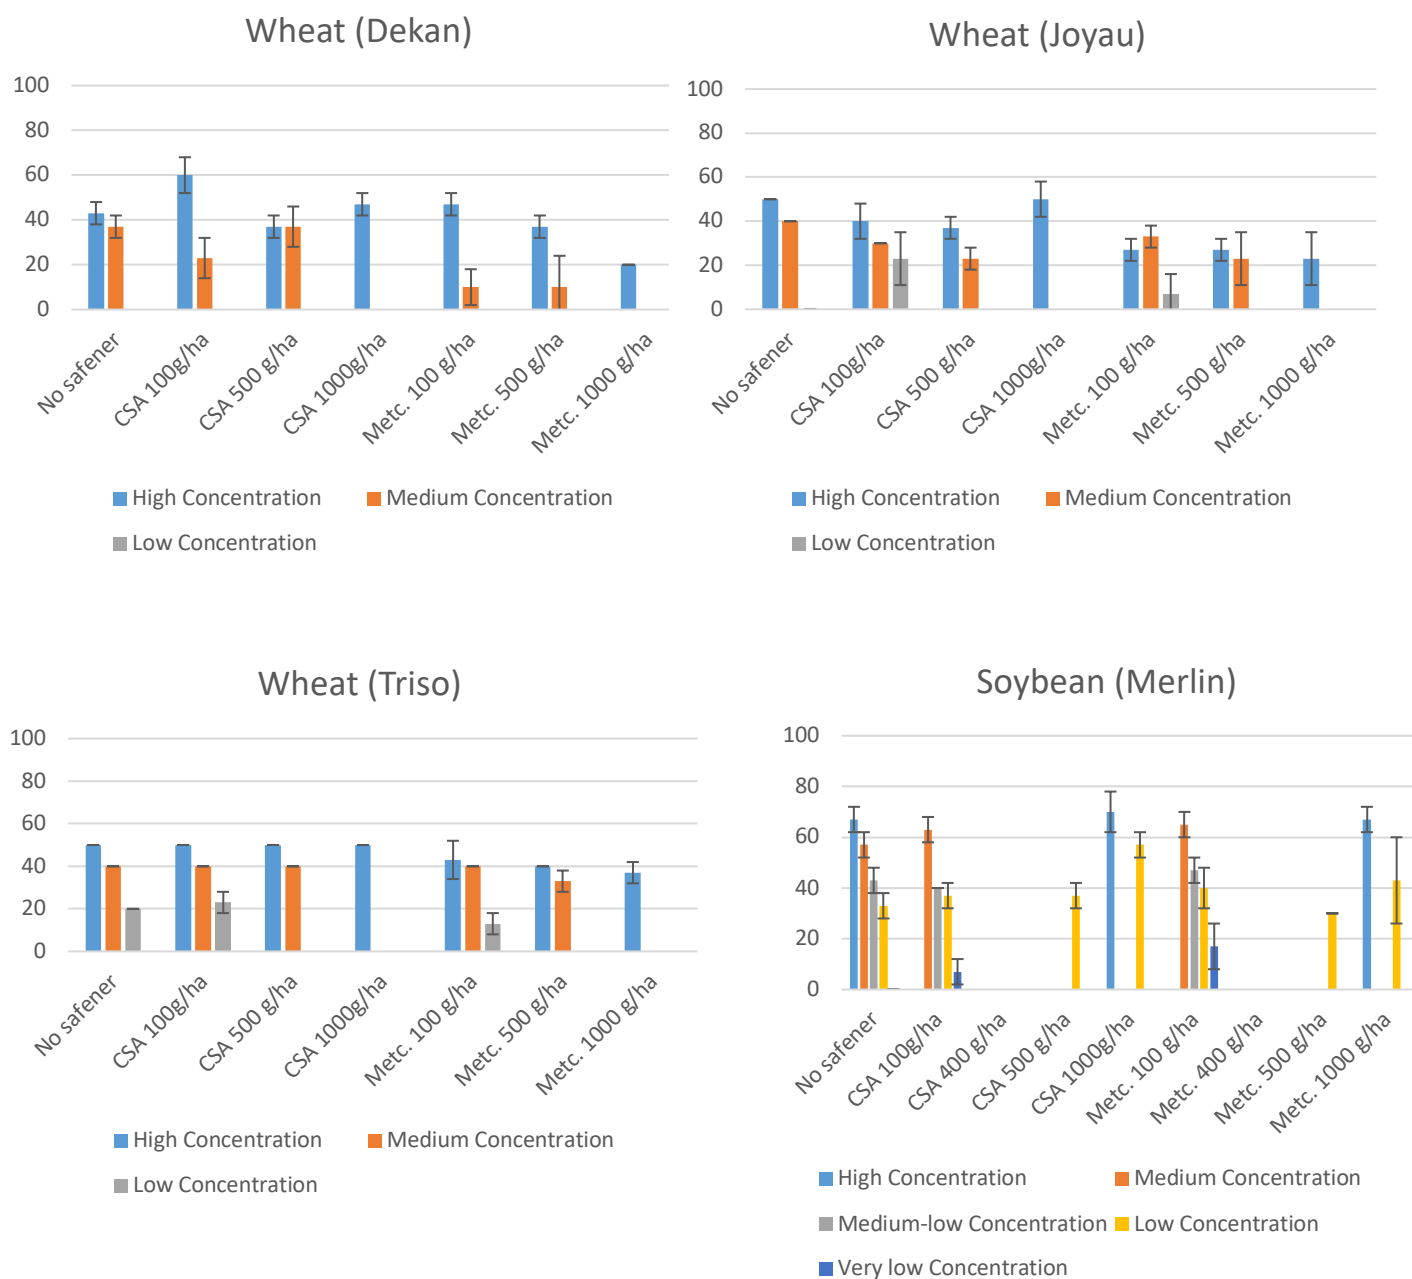 Wheat (Dekan)
100
80
60
40
20
0
No safener
CSA 100g/ha
CSA 500 g/ha
CSA 1000g/ha
Metc. 100 g/ha
Metc. 500 g/ha
Metc. 1000 g/ha
High Concentration
Medium Concentration
Low Concentration
Wheat (Joyau)
100
80
60
40
20
0
No safener
CSA 100g/ha
CSA 500 g/ha
CSA 1000g/ha
Metc. 100 g/ha
Metc. 500 g/ha
Metc. 1000 g/ha
High Concentration
Medium Concentration
Low Concentration
Wheat (Triso)
100
80
60
40
20
0
No safener
CSA 100g/ha
CSA 500 g/ha
CSA 1000g/ha
Metc. 100 g/ha
Metc. 500 g/ha
Metc. 1000 g/ha
High Concentration
Medium Concentration
Low Concentration
Soybean (Merlin)
100
80
60
40
20
0
No safener
CSA 100g/ha
CSA 400 g/ha
CSA 500 g/ha
CSA 1000g/ha
Metc. 100 g/ha
Metc. 400 g/ha
Metc. 500 g/ha
Metc. 1000 g/ha
High Concentration
Medium Concentration
Medium-low Concentration
Low Concentration
Very low Concentration